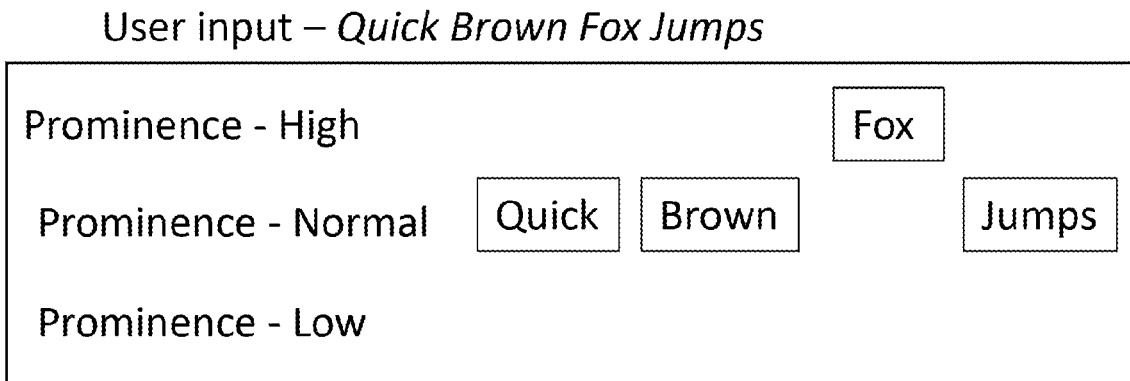 User input – Quick Brown Fox Jumps
Prominence - High Fox
Prominence - Normal Quick Brown Jumps
Prominence - Low